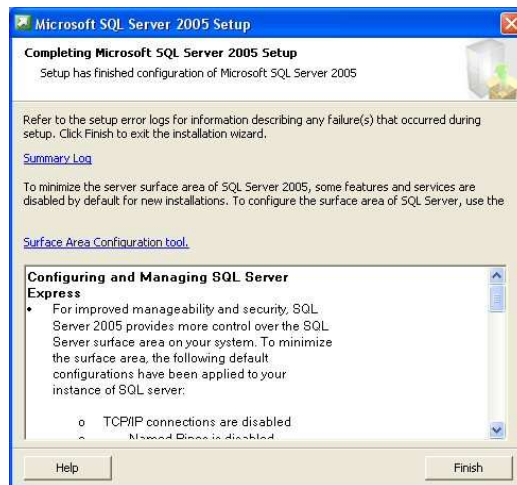 Microsoft SQL Server 2005 Setup
Completing Microsoft SQL Server 2005 Setup
Setup has finished configuration of Microsoft SQL Server 2005
Refer to the setup error logs for information describing any failure(s) that occurred during
setup. Click Finish to exit the installation wizard.
Summary Log
To minimize the server surface area of SQL Server 2005, some features and services are
disabled by default for new installations. To configure the surface area of SQL Server, use the
Surface Area Configuration tool.
Configuring and Managing SQL Server
Express
• For improved manageability and security, SQL
Server 2005 provides more control over the SQL
Server surface area on your system. To minimize
the surface area, the following default
configurations have been applied to your
instance of SQL server:
o TCP/IP connections are disabled
o Named Pipes is disabled
Help
Finish